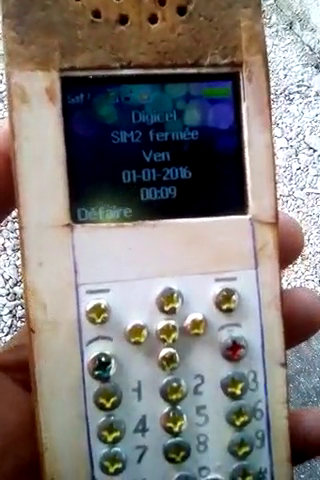 Digicel
SIM2 fermée
Ven
01-01-2016
00:09
Défaire
1 2 3
4 5 6
7 8 9